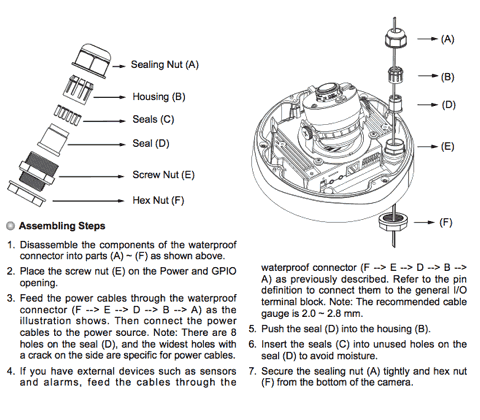 Sealing Nut (A)
Housing (B)
Seals (C)
Seal (D)
Screw Nut (E)
Hex Nut (F)
(A)
(B)
(D)
(E)
(F)
Assembling Steps
1. Disassemble the components of the waterproof
connector into parts (A) ~ (F) as shown above.
2. Place the screw nut (E) on the Power and GPIO
opening.
3. Feed the power cables through the waterproof
connector (F --> E --> D --> B --> A) as the
illustration shows. Then connect the power
cables to the power source. Note: There are 8
holes on the seal (D), and the widest holes with
a crack on the side are specific for power cables.
4. If you have external devices such as sensors
and alarms, feed the cables through the
waterproof connector (F --> E --> D --> B -->
A) as previously described. Refer to the pin
definition to connect them to the general I/O
terminal block. Note: The recommended cable
gauge is 2.0 ~ 2.8 mm.
5. Push the seal (D) into the housing (B).
6. Insert the seals (C) into unused holes on the
seal (D) to avoid moisture.
7. Secure the sealing nut (A) tightly and hex nut
(F) from the bottom of the camera.